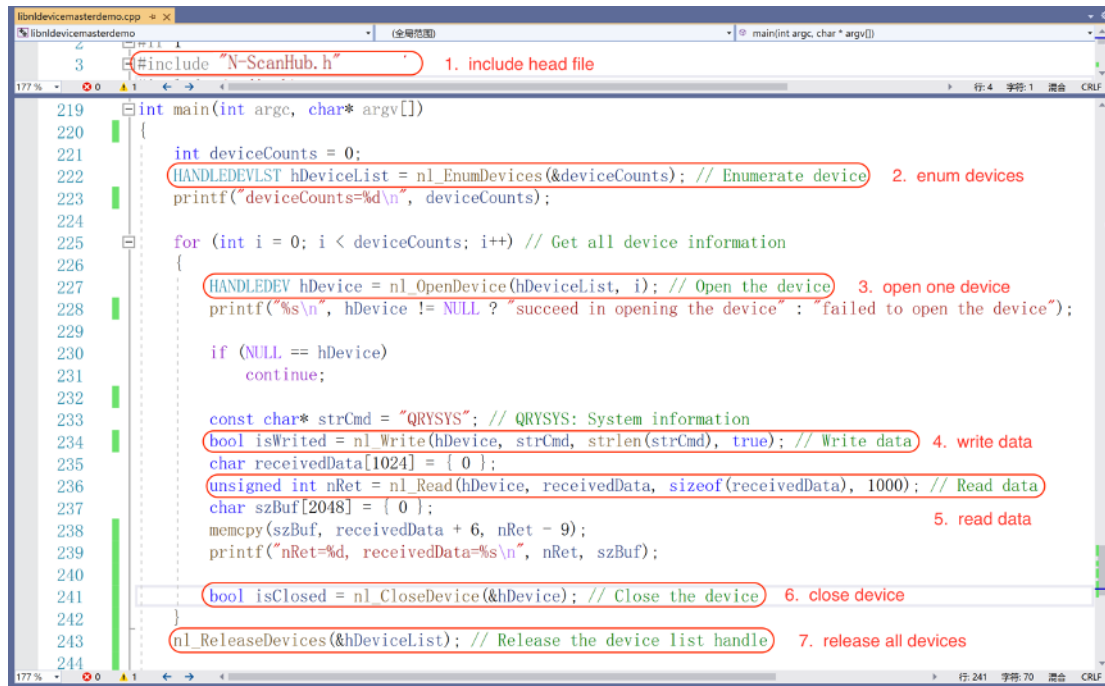 libnldevicemasterdemo.cpp
libnldevicemasterdemo (全局范围) main(int argc, char * argv[])
3 #include "N-ScanHub.h" 1. include head file
177 % 0 1 行: 4 字符: 1 混合 CRLF
219 int main(int argc, char* argv[])
220 {
221 int deviceCounts = 0;
222 HANDLEDEVLST hDeviceList = nl_EnumDevices(&deviceCounts); // Enumerate device 2. enum devices
223 printf("deviceCounts=%d\n", deviceCounts);
224
225 for (int i = 0; i < deviceCounts; i++) // Get all device information
226 {
227 HANDLEDEV hDevice = nl_OpenDevice(hDeviceList, i); // Open the device 3. open one device
228 printf("%s\n", hDevice != NULL ? "succeed in opening the device" : "failed to open the device");
229
230 if (NULL == hDevice)
231 continue;
232
233 const char* strCmd = "QRYSYS"; // QRYSYS: System information
234 bool isWrited = nl_Write(hDevice, strCmd, strlen(strCmd), true); // Write data 4. write data
235 char receivedData[1024] = { 0 };
236 unsigned int nRet = nl_Read(hDevice, receivedData, sizeof(receivedData), 1000); // Read data
237 char szBuf[2048] = { 0 };
5. read data
238 memcpy(szBuf, receivedData + 6, nRet - 9);
239 printf("nRet=%d, receivedData=%s\n", nRet, szBuf);
240
241 bool isClosed = nl_CloseDevice(&hDevice); // Close the device 6. close device
242 }
243 nl_ReleaseDevices(&hDeviceList); // Release the device list handle 7. release all devices
244
177 % 0 1 行: 241 字符: 70 混合 CRLF